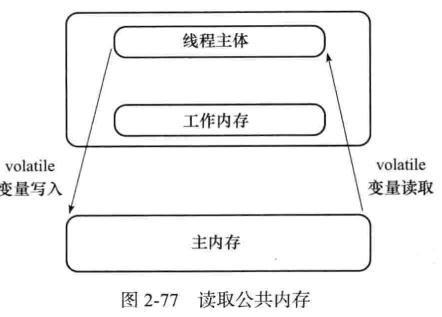 线程主体
工作内存
volatile
变量写入
volatile
变量读取
主内存
图 2-77 读取公共内存